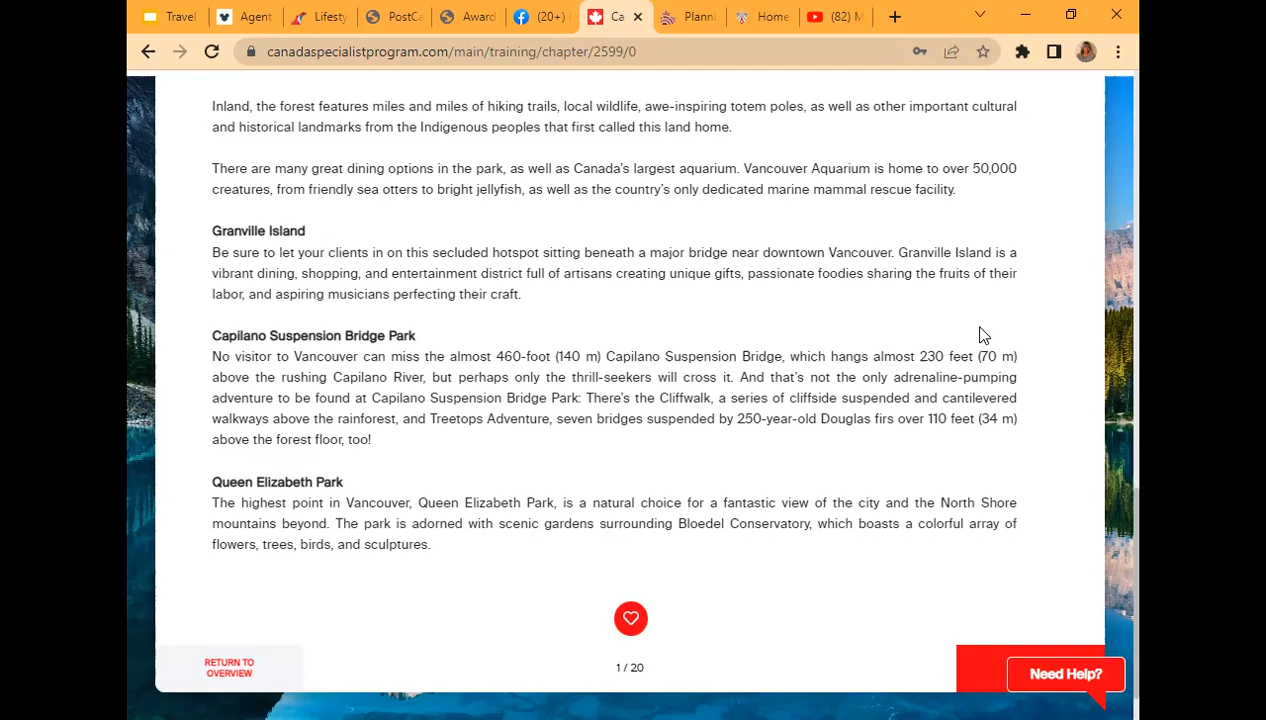 Travel
Agent
Lifesty
PostCa
Award
(20+)
Ca
Planni
Home
(82) M
canadaspecialistprogram.com/main/training/chapter/2599/0
Inland, the forest features miles and miles of hiking trails, local wildlife, awe-inspiring totem poles, as well as other important cultural
and historical landmarks from the Indigenous peoples that first called this land home.
There are many great dining options in the park, as well as Canada's largest aquarium. Vancouver Aquarium is home to over 50,000
creatures, from friendly sea otters to bright jellyfish, as well as the country's only dedicated marine mammal rescue facility.
Granville Island
Be sure to let your clients in on this secluded hotspot sitting beneath a major bridge near downtown Vancouver. Granville Island is a
vibrant dining, shopping, and entertainment district full of artisans creating unique gifts, passionate foodies sharing the fruits of their
labor, and aspiring musicians perfecting their craft.
Capilano Suspension Bridge Park
No visitor to Vancouver can miss the almost 460-foot (140 m) Capilano Suspension Bridge, which hangs almost 230 feet (70 m)
above the rushing Capilano River, but perhaps only the thrill-seekers will cross it. And that's not the only adrenaline-pumping
adventure to be found at Capilano Suspension Bridge Park: There's the Cliffwalk, a series of cliffside suspended and cantilevered
walkways above the rainforest, and Treetops Adventure, seven bridges suspended by 250-year-old Douglas firs over 110 feet (34 m)
above the forest floor, too!
Queen Elizabeth Park
The highest point in Vancouver, Queen Elizabeth Park, is a natural choice for a fantastic view of the city and the North Shore
mountains beyond. The park is adorned with scenic gardens surrounding Bloedel Conservatory, which boasts a colorful array of
flowers, trees, birds, and sculptures.
RETURN TO
OVERVIEW
1 / 20
Need Help?